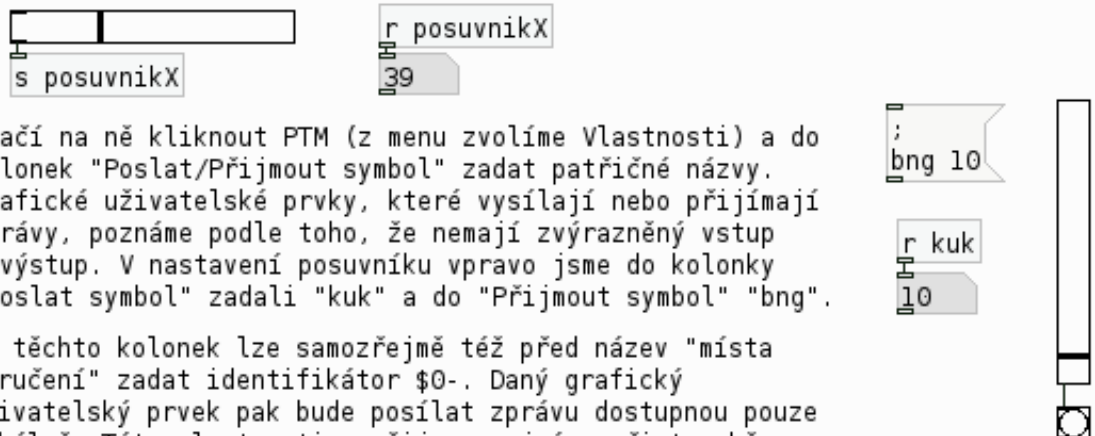 r posuvnikX
s posuvnikX
39
ačí na ně kliknout PTM (z menu zvolíme Vlastnosti) a do
lonek "Poslat/Přijmout symbol" zadat patřičné názvy.
afické uživatelské prvky, které vysílají nebo přijímají
rávy, poznáme podle toho, že nemají zvýrazněný vstup
výstup. V nastavení posuvníku vpravo jsme do kolonky
oslat symbol" zadali "kuk" a do "Přijmout symbol" "bng".
;
bng 10
r kuk
10
těchto kolonek lze samozřejmě též před název "místa
ručení" zadat identifikátor $0-. Daný grafický
ivatelský prvek pak bude posílat zprávu dostupnou pouze